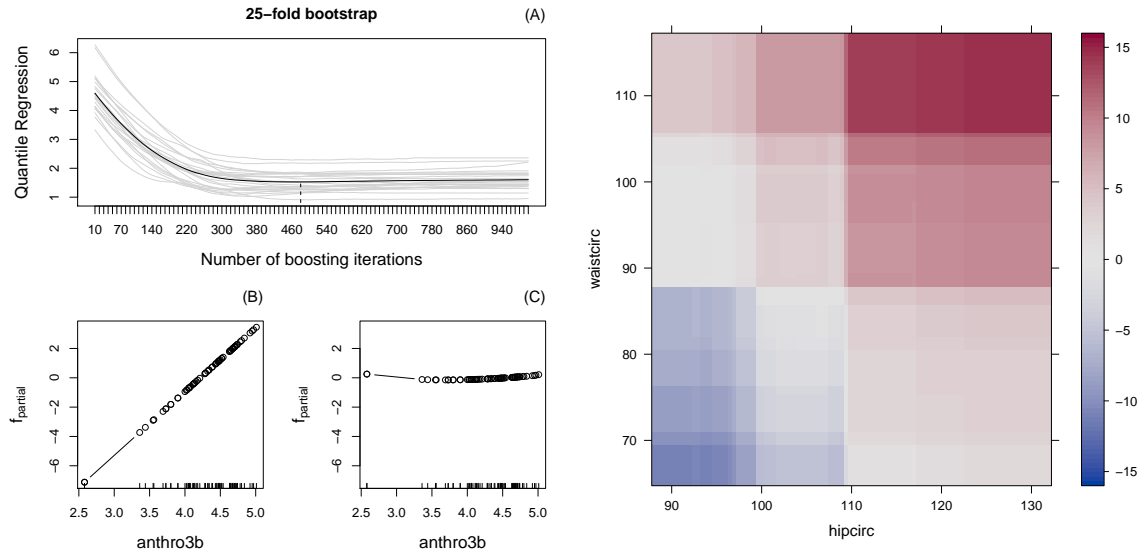 25−fold bootstrap
(A)
Quantile Regression
6
5
4
3
2
1
10 70 140 220 300 380 460 540 620 700 780 860 940
Number of boosting iterations
(B)
fpartial
2
0
−2
−4
−6
2.5 3.0 3.5 4.0 4.5 5.0
anthro3b
(C)
fpartial
2
0
−2
−4
−6
2.5 3.0 3.5 4.0 4.5 5.0
anthro3b
waistcirc
110
100
90
80
70
90 100 110 120 130
hipcirc
15
10
5
0
−5
−10
−15